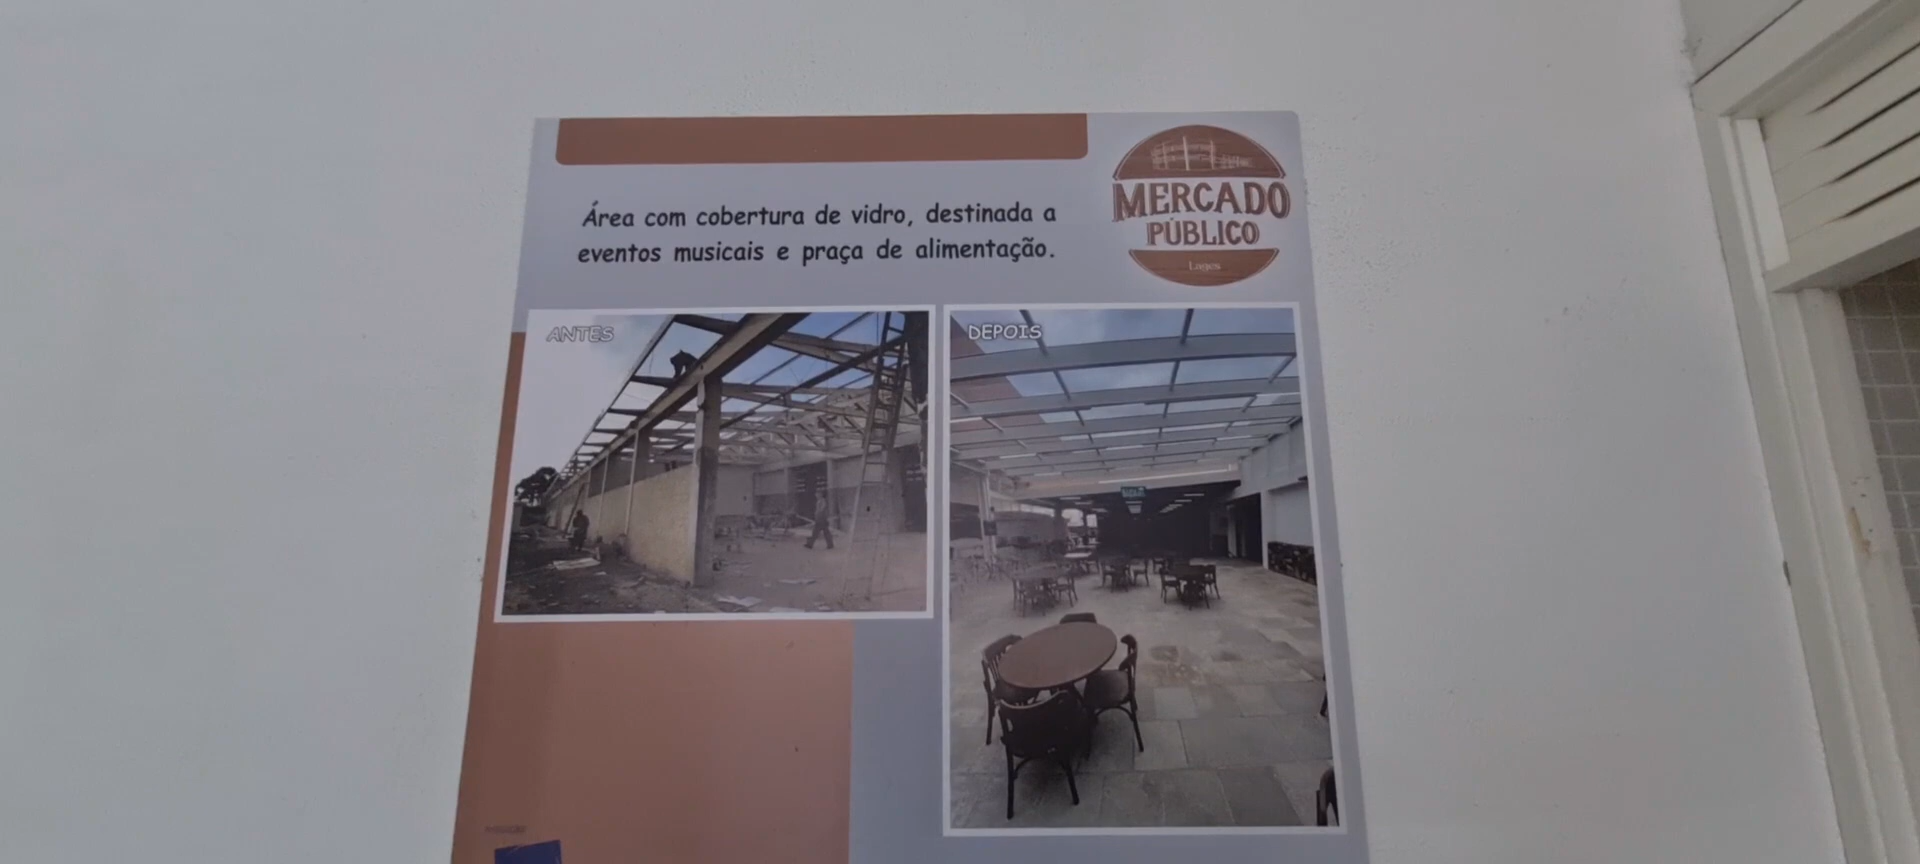 Área com cobertura de vidro, destinada a
eventos musicais e praça de alimentação.
MERCADO
PÚBLICO
Lages
ANTES
DEPOIS